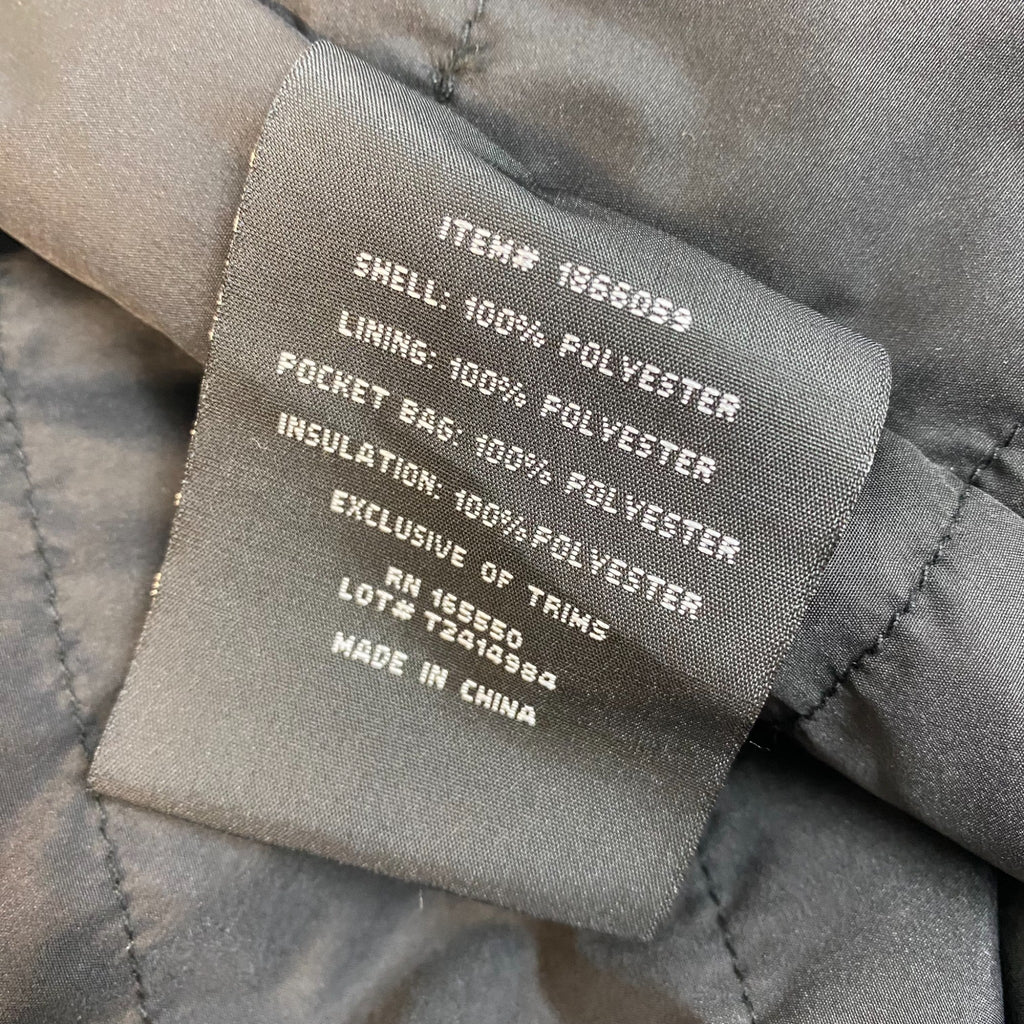 ITEM# 1866059
SHELL: 100% POLYESTER
LINING: 100% POLYESTER
POCKET BAG: 100% POLYESTER
INSULATION: 100% POLYESTER
EXCLUSIVE OF TRIMS
RN 165550
LOT# T2414984
MADE IN CHINA